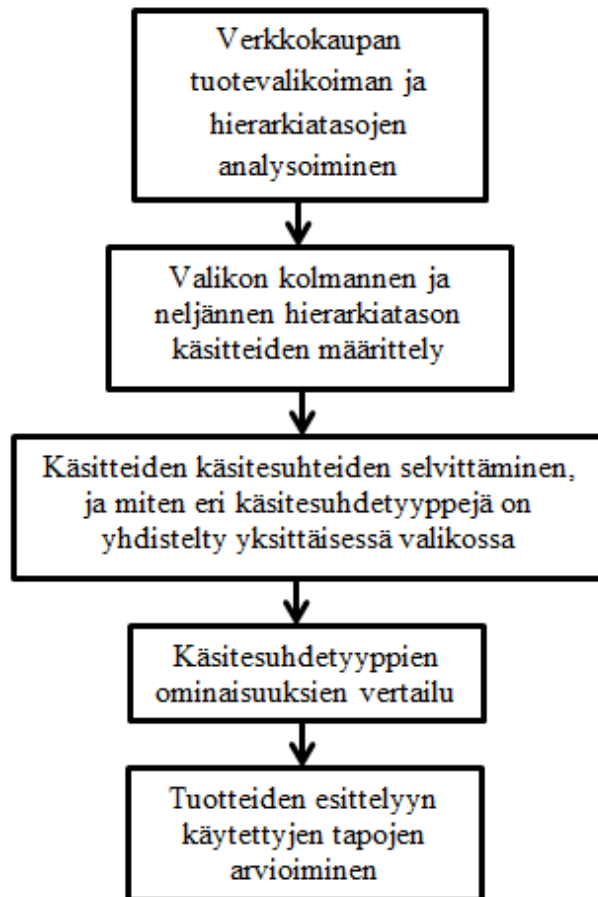 Verkkokaupan
tuotevalikoiman ja
hierarkiatasojen
analysoiminen
Valikon kolmannen ja
neljännen hierarkiatason
käsitteiden määrittely
Käsitteiden käsitesuhteiden selvittäminen,
ja miten eri käsitesuhdetyyppejä on
yhdistelty yksittäisessä valikossa
Käsitesuhdetyyppien
ominaisuuksien vertailu
Tuotteiden esittelyyn
käytettyjen tapojen
arvioiminen